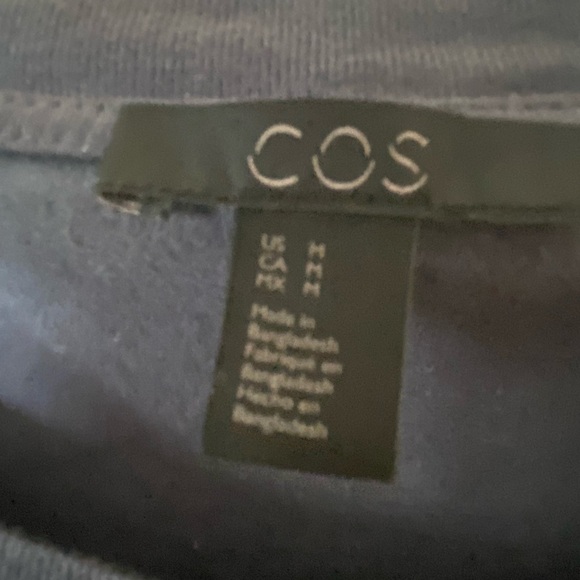 COS
US M
CA M
MX M
Made in
Bangladesh
Fabriqué en
Bangladesh
Hecho en
Bangladesh